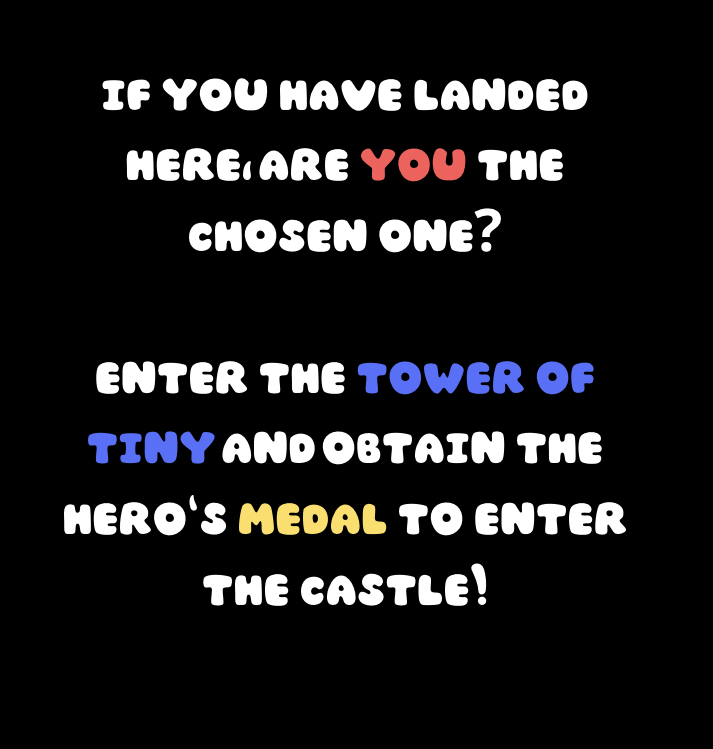 IF YOU HAVE LANDED
HERE, ARE YOU THE
CHOSEN ONE?
ENTER THE TOWER OF
TINY AND OBTAIN THE
HERO'S MEDAL TO ENTER
THE CASTLE!